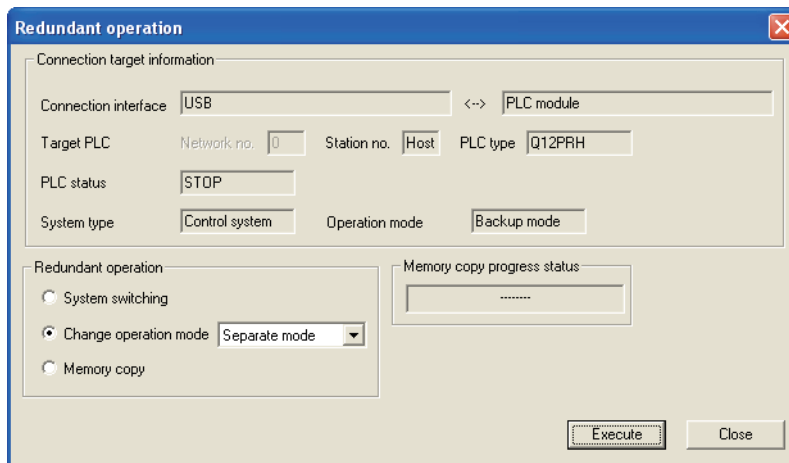 Redundant operation
Connection target information
Connection interface USB <--> PLC module
Target PLC Network no. 0 Station no. Host PLC type Q12PRH
PLC status STOP
System type Control system Operation mode Backup mode
Redundant operation
System switching
Change operation mode Separate mode
Memory copy
Memory copy progress status
--------
Execute Close